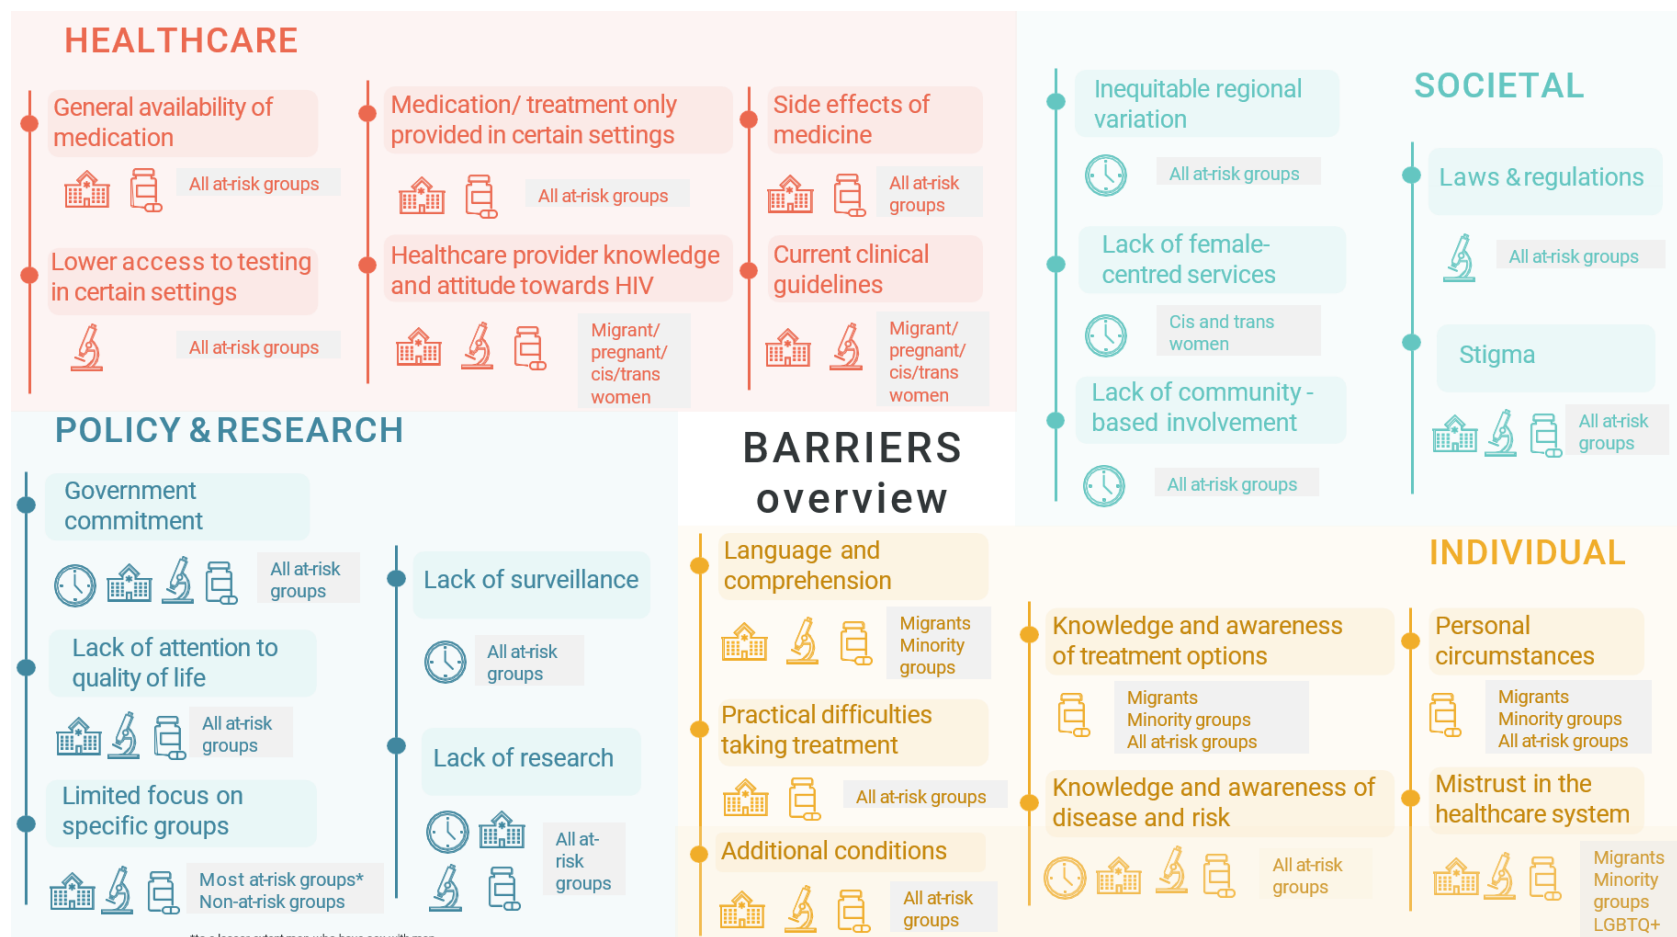 HEALTHCARE
General availability of
medication
All at-risk groups
Lower access to testing
in certain settings
All at-risk groups
Medication/ treatment only
provided in certain settings
All at-risk groups
Healthcare provider knowledge
and attitude towards HIV
Migrant/
pregnant/
cis/trans
women
Side effects of
medicine
All at-risk
groups
Current clinical
guidelines
Migrant/
pregnant/
cis/trans
women
SOCIETAL
Inequitable regional
variation
All at-risk groups
Lack of female-
centred services
Cis and trans
women
Lack of community -
based involvement
All at-risk groups
Laws & regulations
All at-risk groups
Stigma
All at-risk
groups
POLICY & RESEARCH
Government
commitment
All at-risk
groups
Lack of attention to
quality of life
All at-risk
groups
Limited focus on
specific groups
Most at-risk groups*
Non-at-risk groups
Lack of surveillance
All at-risk
groups
Lack of research
All at-
risk
groups
BARRIERS
overview
INDIVIDUAL
Language and
comprehension
Migrants
Minority
groups
Practical difficulties
taking treatment
All at-risk groups
Additional conditions
All at-risk
groups
Knowledge and awareness
of treatment options
Migrants
Minority groups
All at-risk groups
Knowledge and awareness of
disease and risk
All at-risk
groups
Personal
circumstances
Migrants
Minority groups
All at-risk groups
Mistrust in the
healthcare system
Migrants
Minority
groups
LGBTQ+